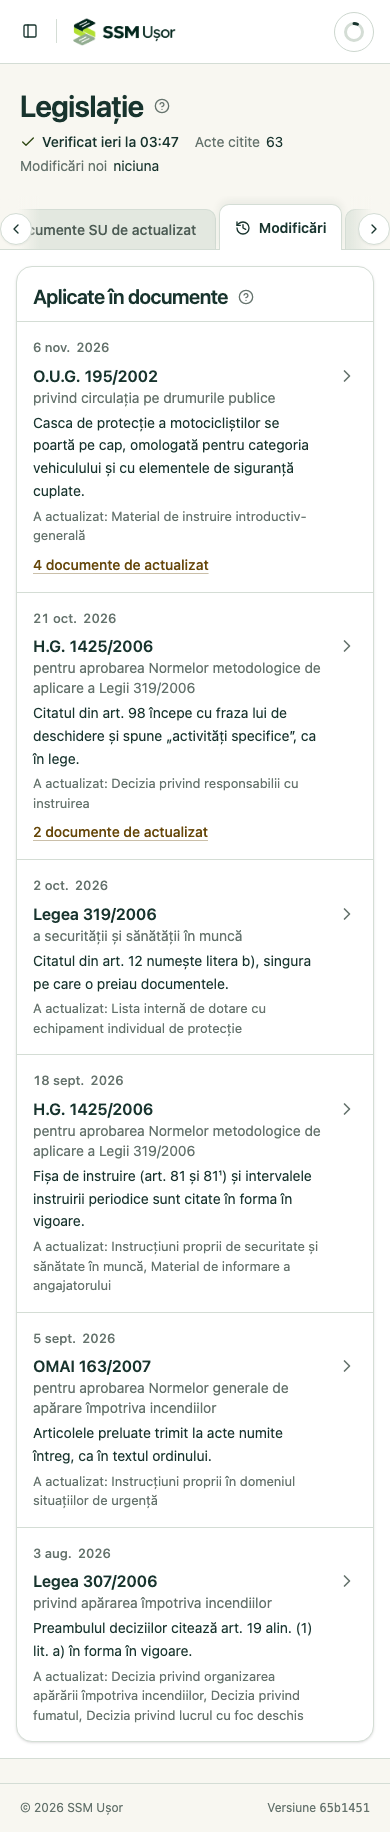 SSM Ușor
Legislație
Verificat ieri la 03:47 Acte citite 63
Modificări noi niciuna
cumente SU de actualizat
Modificări
Aplicate în documente
6 nov. 2026
O.U.G. 195/2002
privind circulația pe drumurile publice
Casca de protecție a motocicliștilor se
poartă pe cap, omologată pentru categoria
vehiculului și cu elementele de siguranță
cuplate.
A actualizat: Material de instruire introductiv-
generală
4 documente de actualizat
21 oct. 2026
H.G. 1425/2006
pentru aprobarea Normelor metodologice de
aplicare a Legii 319/2006
Citatul din art. 98 începe cu fraza lui de
deschidere și spune „activități specifice”, ca
în lege.
A actualizat: Decizia privind responsabilii cu
instruirea
2 documente de actualizat
2 oct. 2026
Legea 319/2006
a securității și sănătății în muncă
Citatul din art. 12 numește litera b), singura
pe care o preiau documentele.
A actualizat: Lista internă de dotare cu
echipament individual de protecție
18 sept. 2026
H.G. 1425/2006
pentru aprobarea Normelor metodologice de
aplicare a Legii 319/2006
Fișa de instruire (art. 81 și 81¹) și intervalele
instruirii periodice sunt citate în forma în
vigoare.
A actualizat: Instrucțiuni proprii de securitate și
sănătate în muncă, Material de informare a
angajatorului
5 sept. 2026
OMAI 163/2007
pentru aprobarea Normelor generale de
apărare împotriva incendiilor
Articolele preluate trimit la acte numite
întreg, ca în textul ordinului.
A actualizat: Instrucțiuni proprii în domeniul
situațiilor de urgență
3 aug. 2026
Legea 307/2006
privind apărarea împotriva incendiilor
Preambulul deciziilor citează art. 19 alin. (1)
lit. a) în forma în vigoare.
A actualizat: Decizia privind organizarea
apărării împotriva incendiilor, Decizia privind
fumatul, Decizia privind lucrul cu foc deschis
© 2026 SSM Ușor Versiune 65b1451